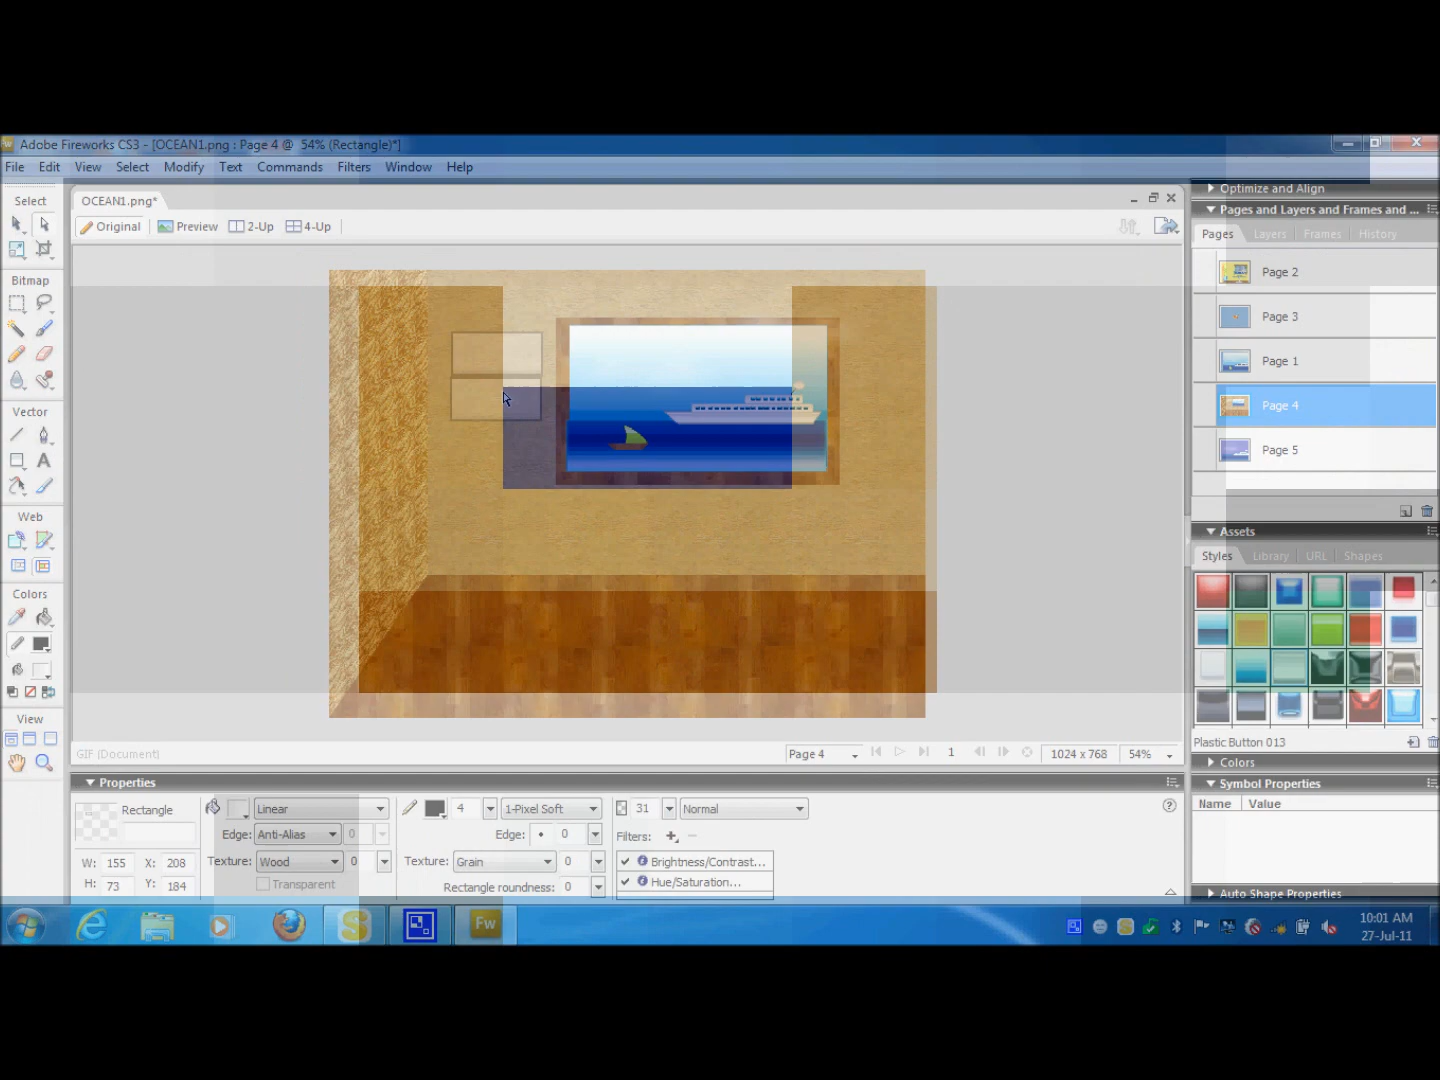 Adobe Fireworks CS3 - [OCEAN1.png : Page 4 @ 54% (Rectangle)*]
File Edit View Select Modify Text Commands Filters Window Help
Select
OCEAN1.png*
Original Preview 2-Up 4-Up
Bitmap
Vector
Web
Colors
View
Optimize and Align
Pages and Layers and Frames and ...
Pages Layers Frames History
Page 2
Page 3
Page 1
Page 4
Page 5
Assets
Styles Library URL Shapes
Plastic Button 013
Colors
Symbol Properties
Name Value
Auto Shape Properties
GIF (Document)
Page 4 1 1024 x 768 54%
Properties
Rectangle Linear 4 1-Pixel Soft 31 Normal
Edge: Anti-Alias 0 Edge: 0 Filters:
W: 155 X: 208 Texture: Wood 0 Texture: Grain 0 Brightness/Contrast...
H: 73 Y: 184 Transparent Rectangle roundness: 0 Hue/Saturation...
Fw
10:01 AM
27-Jul-11